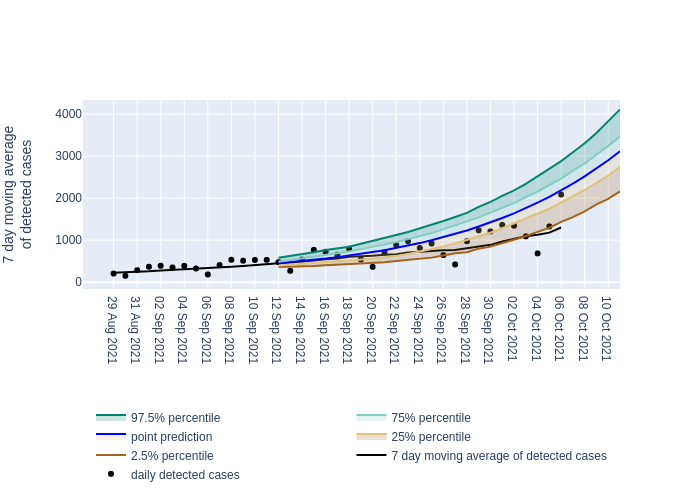 7 day moving average
of detected cases
4000
3000
2000
1000
0
29 Aug 2021
31 Aug 2021
02 Sep 2021
04 Sep 2021
06 Sep 2021
08 Sep 2021
10 Sep 2021
12 Sep 2021
14 Sep 2021
16 Sep 2021
18 Sep 2021
20 Sep 2021
22 Sep 2021
24 Sep 2021
26 Sep 2021
28 Sep 2021
30 Sep 2021
02 Oct 2021
04 Oct 2021
06 Oct 2021
08 Oct 2021
10 Oct 2021
97.5% percentile
75% percentile
point prediction
25% percentile
2.5% percentile
7 day moving average of detected cases
daily detected cases